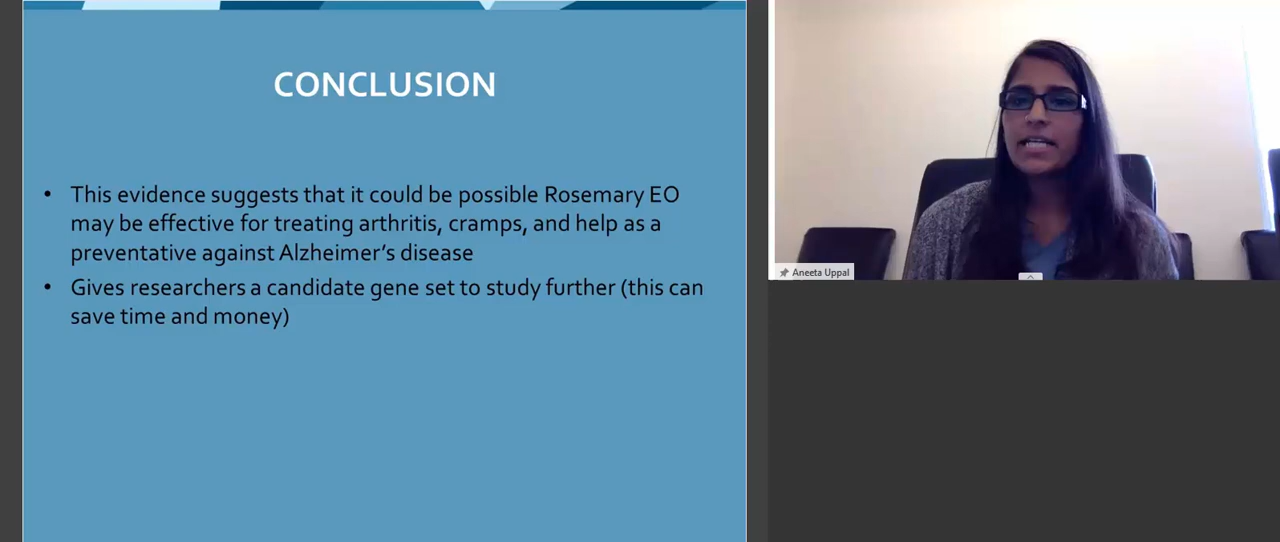 CONCLUSION
• This evidence suggests that it could be possible Rosemary EO
may be effective for treating arthritis, cramps, and help as a
preventative against Alzheimer’s disease
• Gives researchers a candidate gene set to study further (this can
save time and money)
Aneeta Uppal